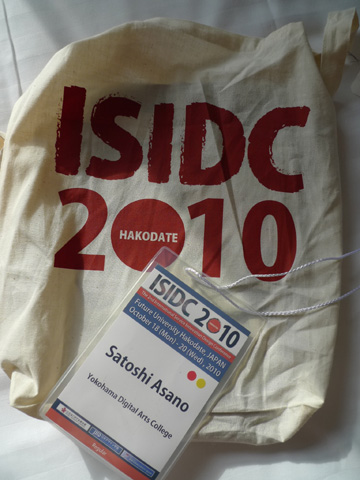 ISIDC
2010
HAKODATE
ISIDC 2010
Future University Hakodate, JAPAN
October 18 (Mon) - 20 (Wed), 2010
Satoshi Asano
Yokohama Digital Arts College
Regular